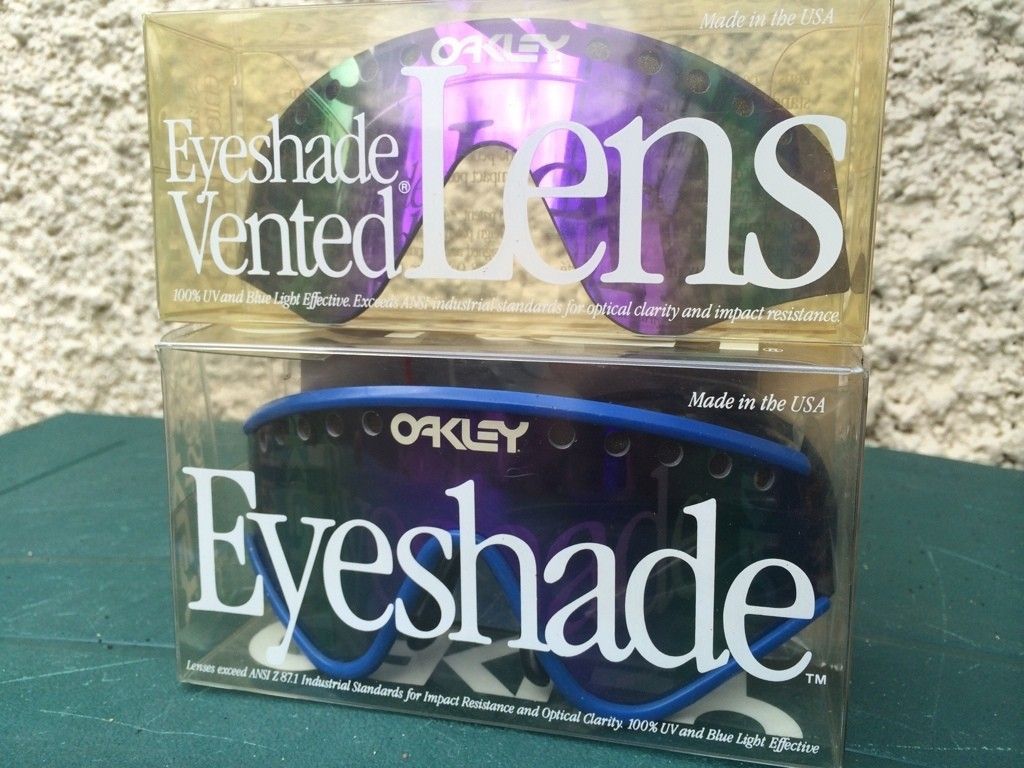 Made in the USA
OAKLEY
Eyeshade
Vented® Lens
100% UV and Blue Light Effective. Exceeds ANSI industrial standards for optical clarity and impact resistance.
Made in the USA
OAKLEY
Eyeshade™
Lenses exceed ANSI Z 87.1 Industrial Standards for Impact Resistance and Optical Clarity. 100% UV and Blue Light Effective